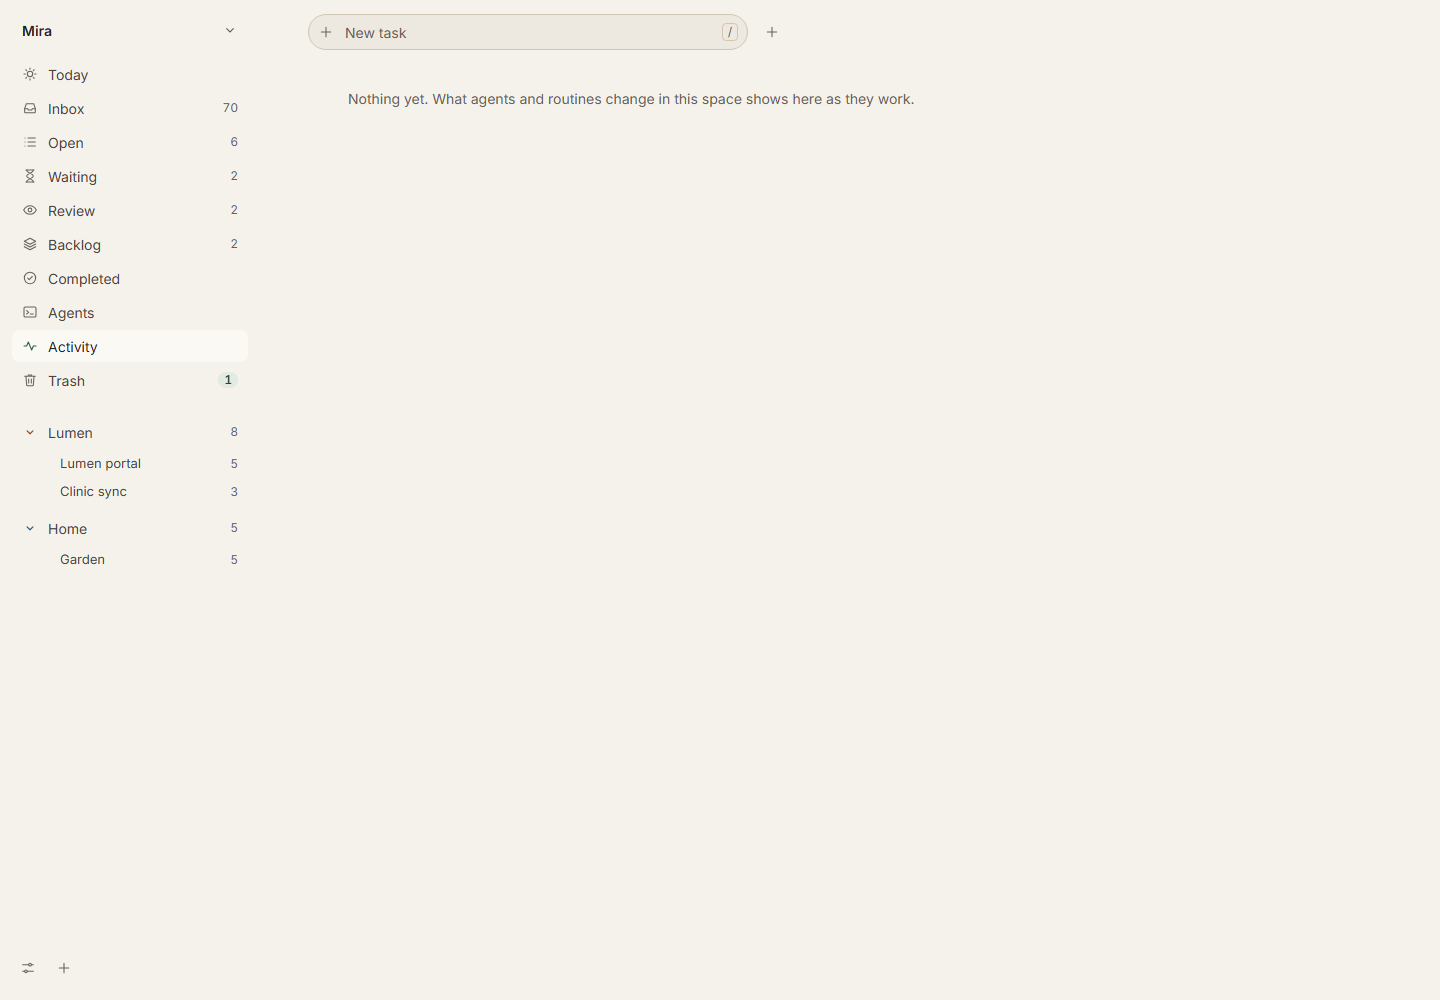 Mira
New task /
Nothing yet. What agents and routines change in this space shows here as they work.
Today
Inbox 70
Open 6
Waiting 2
Review 2
Backlog 2
Completed
Agents
Activity
Trash 1
Lumen 8
Lumen portal 5
Clinic sync 3
Home 5
Garden 5